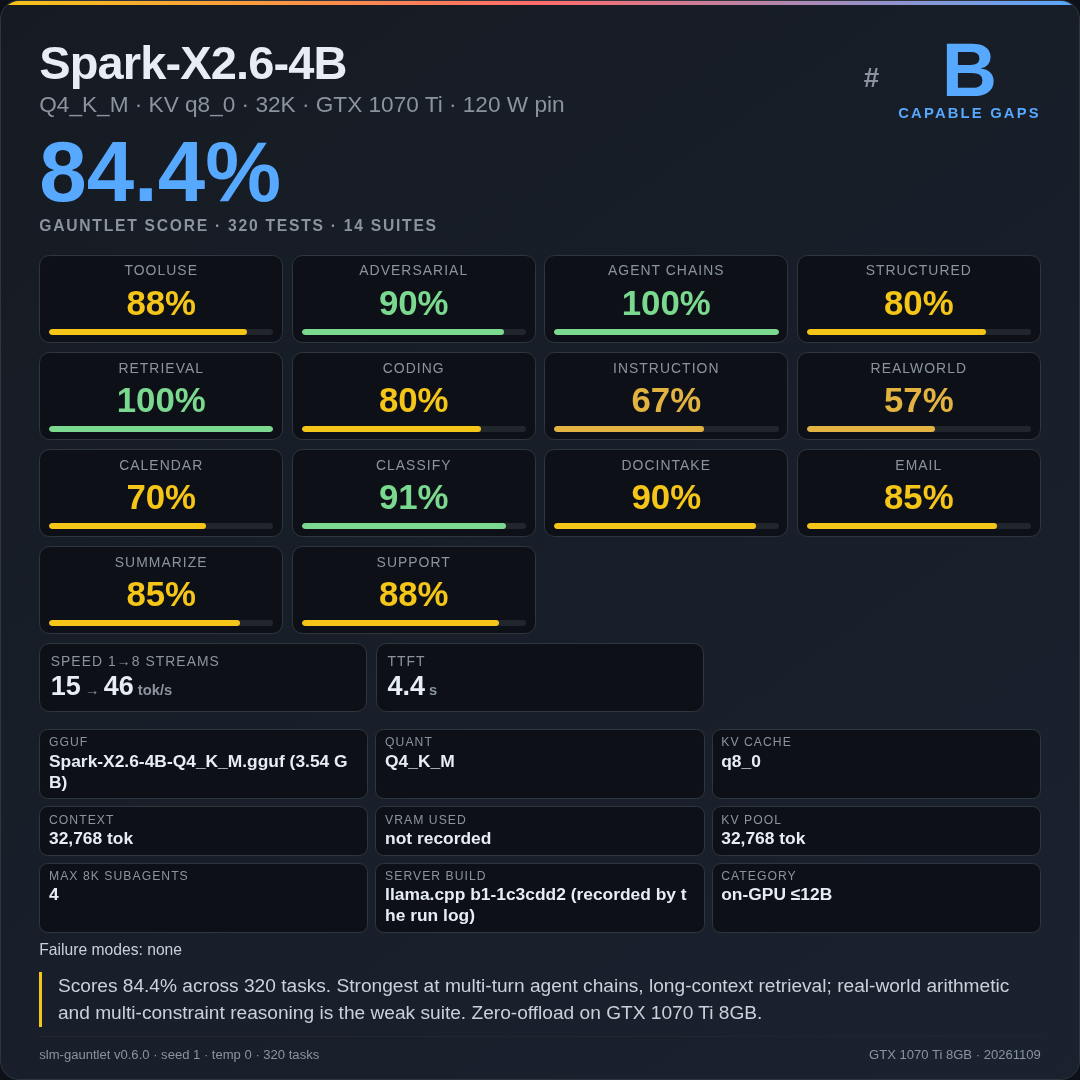 Spark-X2.6-4B
Q4_K_M · KV q8_0 · 32K · GTX 1070 Ti · 120 W pin
#
B
CAPABLE GAPS
84.4%
GAUNTLET SCORE · 320 TESTS · 14 SUITES
TOOLUSE
88%
ADVERSARIAL
90%
AGENT CHAINS
100%
STRUCTURED
80%
RETRIEVAL
100%
CODING
80%
INSTRUCTION
67%
REALWORLD
57%
CALENDAR
70%
CLASSIFY
91%
DOCINTAKE
90%
EMAIL
85%
SUMMARIZE
85%
SUPPORT
88%
SPEED 1→8 STREAMS
15 → 46 tok/s
TTFT
4.4 s
GGUF
Spark-X2.6-4B-Q4_K_M.gguf (3.54 G
B)
QUANT
Q4_K_M
KV CACHE
q8_0
CONTEXT
32,768 tok
VRAM USED
not recorded
KV POOL
32,768 tok
MAX 8K SUBAGENTS
4
SERVER BUILD
llama.cpp b1-1c3cdd2 (recorded by t
he run log)
CATEGORY
on-GPU ≤12B
Failure modes: none
Scores 84.4% across 320 tasks. Strongest at multi-turn agent chains, long-context retrieval; real-world arithmetic
and multi-constraint reasoning is the weak suite. Zero-offload on GTX 1070 Ti 8GB.
slm-gauntlet v0.6.0 · seed 1 · temp 0 · 320 tasks
GTX 1070 Ti 8GB · 20261109